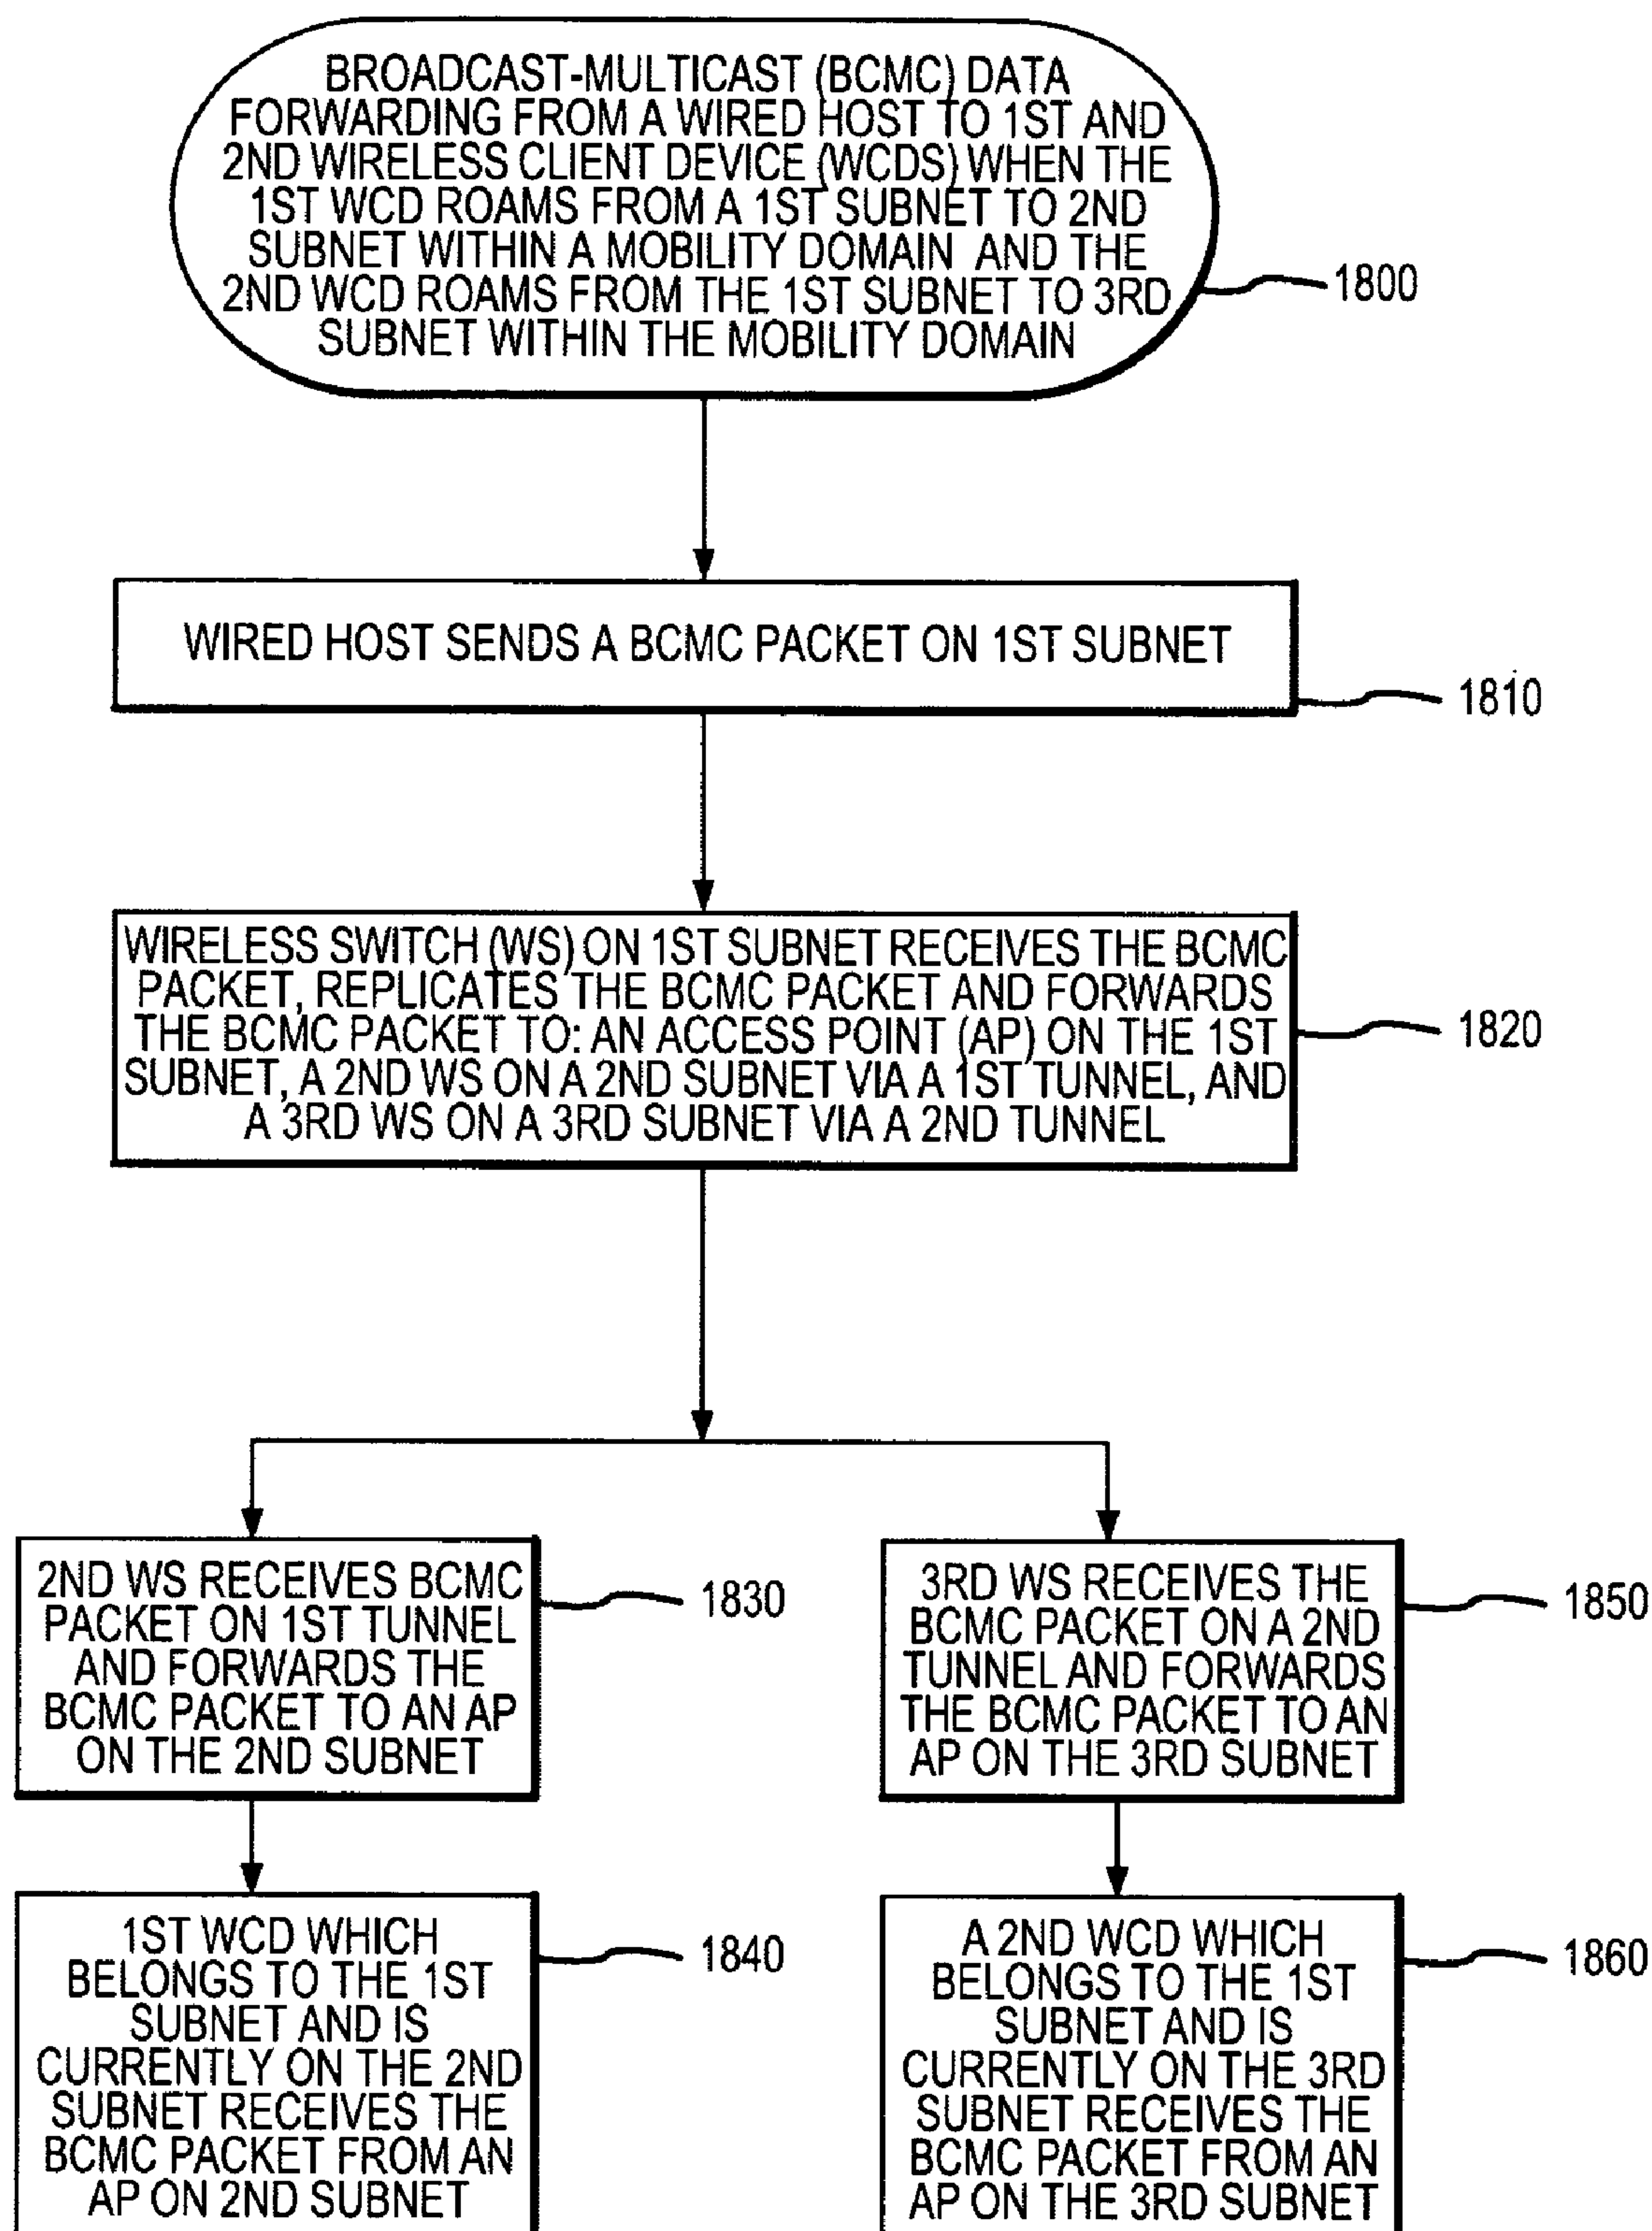 BROADCAST-MULTICAST (BCMC) DATA
FORWARDING FROM A WIRED HOST TO 1ST AND
2ND WIRELESS CLIENT DEVICE (WCDS) WHEN THE
1ST WCD ROAMS FROM A 1ST SUBNET TO 2ND
SUBNET WITHIN A MOBILITY DOMAIN AND THE
2ND WCD ROAMS FROM THE 1ST SUBNET TO 3RD
SUBNET WITHIN THE MOBILITY DOMAIN
1800
WIRED HOST SENDS A BCMC PACKET ON 1ST SUBNET
1810
WIRELESS SWITCH (WS) ON 1ST SUBNET RECEIVES THE BCMC
PACKET, REPLICATES THE BCMC PACKET AND FORWARDS
THE BCMC PACKET TO: AN ACCESS POINT (AP) ON THE 1ST
SUBNET, A 2ND WS ON A 2ND SUBNET VIA A 1ST TUNNEL, AND
A 3RD WS ON A 3RD SUBNET VIA A 2ND TUNNEL
1820
2ND WS RECEIVES BCMC
PACKET ON 1ST TUNNEL
AND FORWARDS THE
BCMC PACKET TO AN AP
ON THE 2ND SUBNET
1830
3RD WS RECEIVES THE
BCMC PACKET ON A 2ND
TUNNEL AND FORWARDS
THE BCMC PACKET TO AN
AP ON THE 3RD SUBNET
1850
1ST WCD WHICH
BELONGS TO THE 1ST
SUBNET AND IS
CURRENTLY ON THE 2ND
SUBNET RECEIVES THE
BCMC PACKET FROM AN
AP ON 2ND SUBNET
1840
A 2ND WCD WHICH
BELONGS TO THE 1ST
SUBNET AND IS
CURRENTLY ON THE 3RD
SUBNET RECEIVES THE
BCMC PACKET FROM AN
AP ON THE 3RD SUBNET
1860